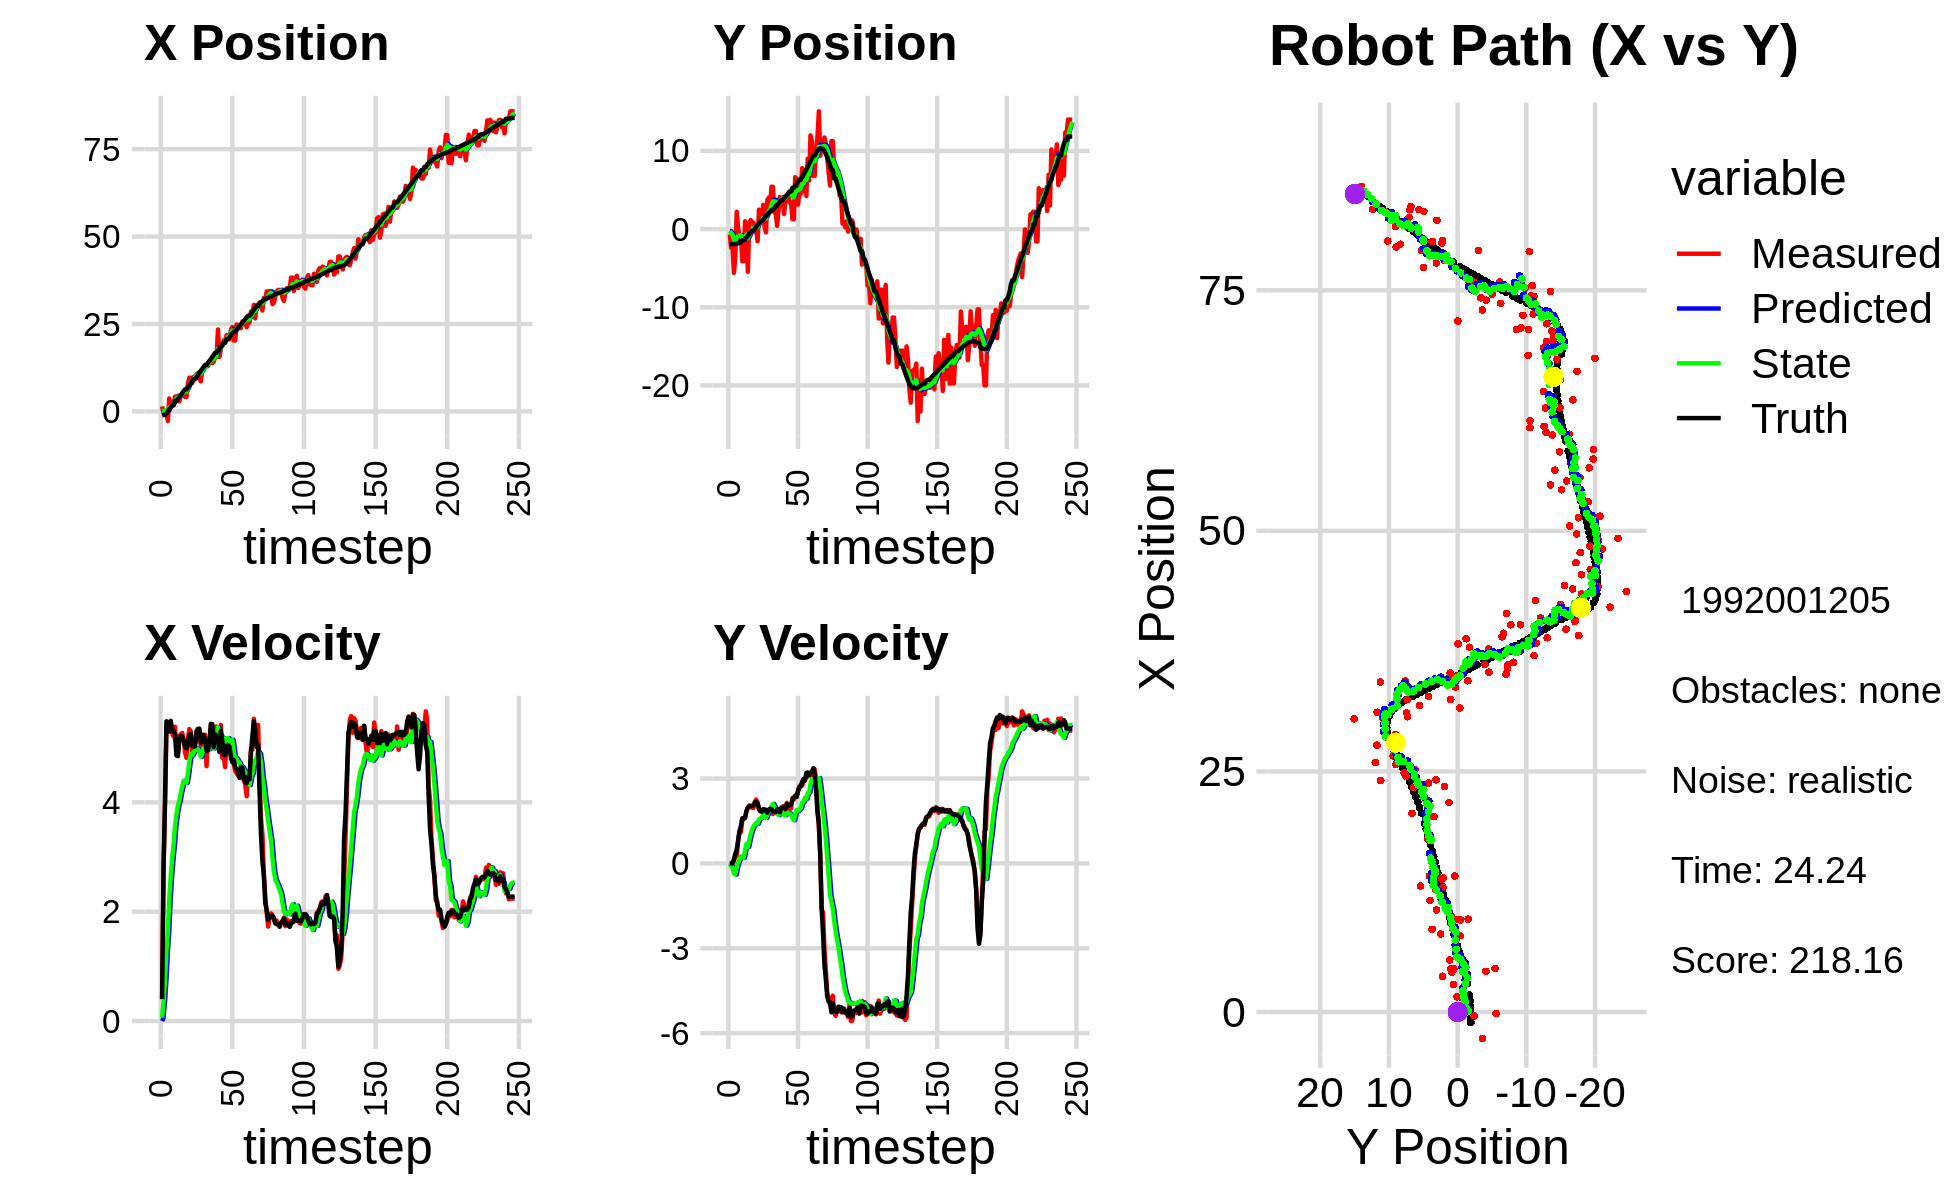 X Position
75
50
25
0
0 50 100 150 200 250
timestep
Y Position
10
0
-10
-20
0 50 100 150 200 250
timestep
X Velocity
4
2
0
0 50 100 150 200 250
timestep
Y Velocity
3
0
-3
-6
0 50 100 150 200 250
timestep
Robot Path (X vs Y)
X Position
75
50
25
0
20 10 0 -10 -20
Y Position
variable
Measured
Predicted
State
Truth
1992001205
Obstacles: none
Noise: realistic
Time: 24.24
Score: 218.16